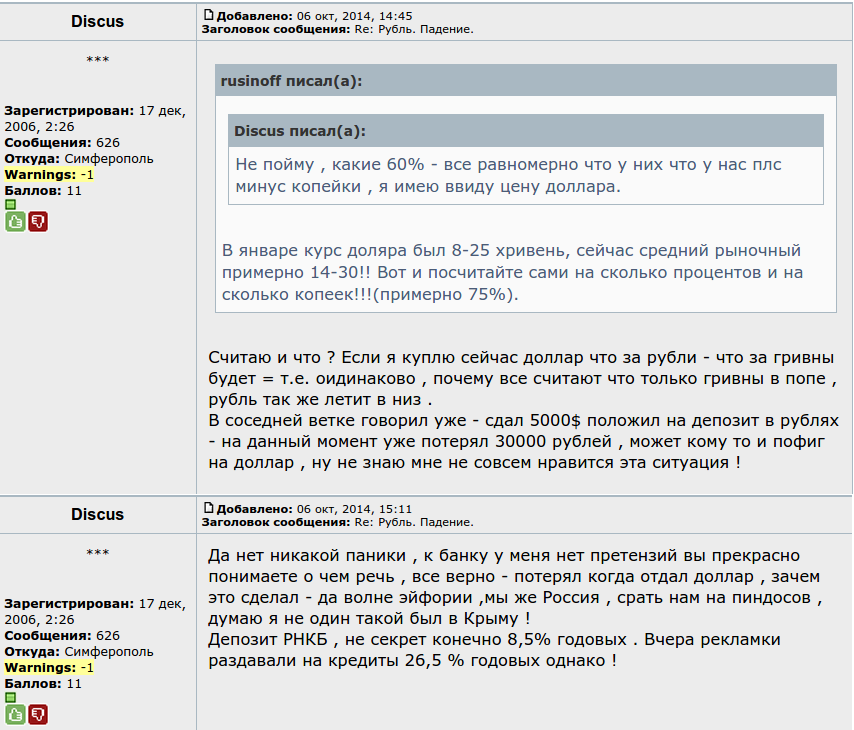 Discus
Добавлено: 06 окт, 2014, 14:45
Заголовок сообщения: Re: Рубль. Падение.
***
Зарегистрирован: 17 дек,
2006, 2:26
Сообщения: 626
Откуда: Симферополь
Warnings: -1
Баллов: 11
rusinoff писал(а):
Discus писал(а):
Не пойму , какие 60% - все равномерно что у них что у нас плс
минус копейки , я имею ввиду цену доллара.
В январе курс доляра был 8-25 хривень, сейчас средний рыночный
примерно 14-30!! Вот и посчитайте сами на сколько процентов и на
сколько копеек!!!(примерно 75%).
Считаю и что ? Если я куплю сейчас доллар что за рубли - что за гривны
будет = т.е. оидинаково , почему все считают что только гривны в попе ,
рубль так же летит в низ .
В соседней ветке говорил уже - сдал 5000$ положил на депозит в рублях
- на данный момент уже потерял 30000 рублей , может кому то и пофиг
на доллар , ну не знаю мне не совсем нравится эта ситуация !
Discus
Добавлено: 06 окт, 2014, 15:11
Заголовок сообщения: Re: Рубль. Падение.
***
Зарегистрирован: 17 дек,
2006, 2:26
Сообщения: 626
Откуда: Симферополь
Warnings: -1
Баллов: 11
Да нет никакой паники , к банку у меня нет претензий вы прекрасно
понимаете о чем речь , все верно - потерял когда отдал доллар , зачем
это сделал - да волне эйфории ,мы же Россия , срать нам на пиндосов ,
думаю я не один такой был в Крыму !
Депозит РНКБ , не секрет конечно 8,5% годовых . Вчера рекламки
раздавали на кредиты 26,5 % годовых однако !